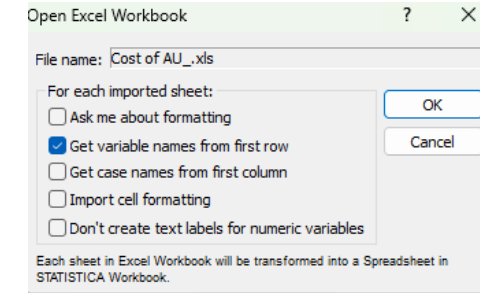 Open Excel Workbook
?
File name: Cost of AU_.xls
For each imported sheet:
Ask me about formatting
Get variable names from first row
Get case names from first column
Import cell formatting
Don't create text labels for numeric variables
OK
Cancel
Each sheet in Excel Workbook will be transformed into a Spreadsheet in
STATISTICA Workbook.